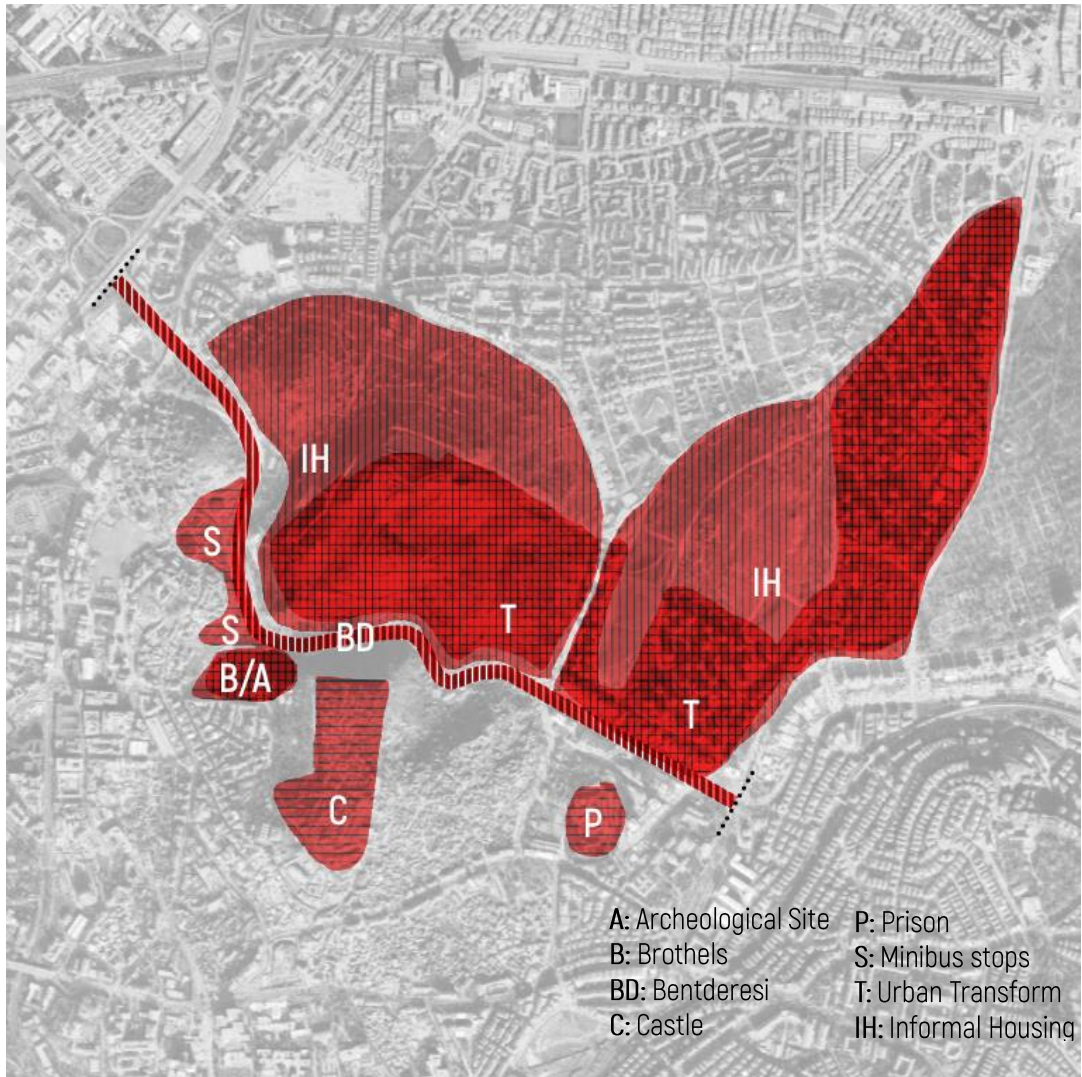 IH
S
IH
T
S
BD
B/A
T
C
P
A: Archeological Site
B: Brothels
BD: Bentderesi
C: Castle
P: Prison
S: Minibus stops
T: Urban Transform
IH: Informal Housing